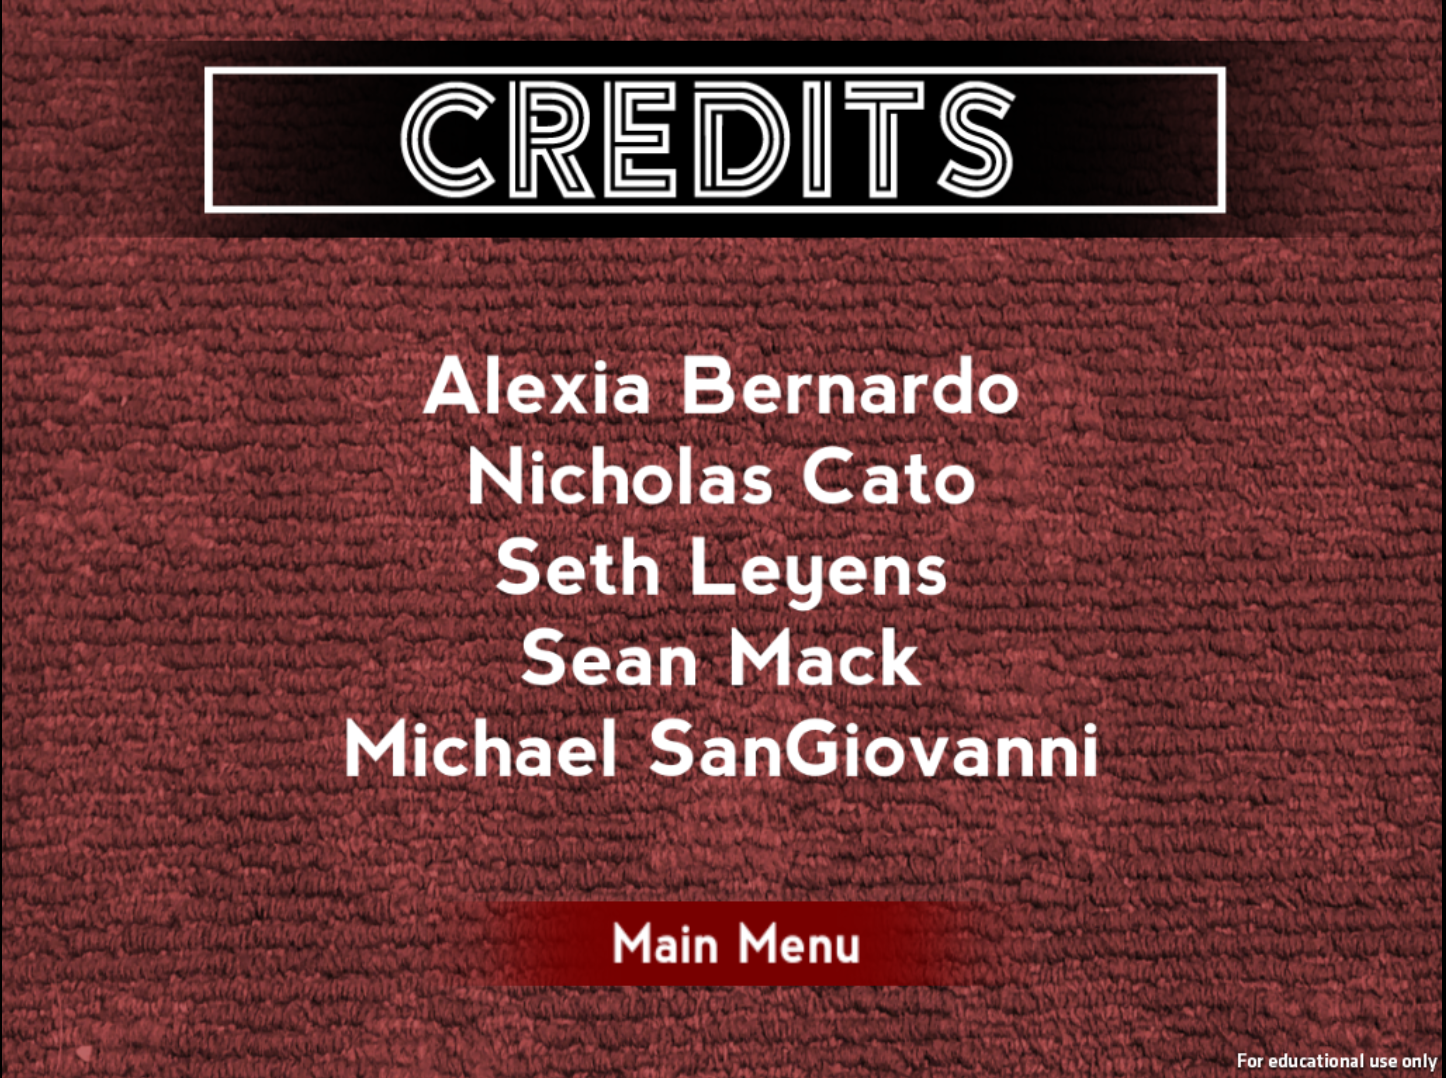 CREDITS
Alexia Bernardo
Nicholas Cato
Seth Leyens
Sean Mack
Michael SanGiovanni
Main Menu
For educational use only